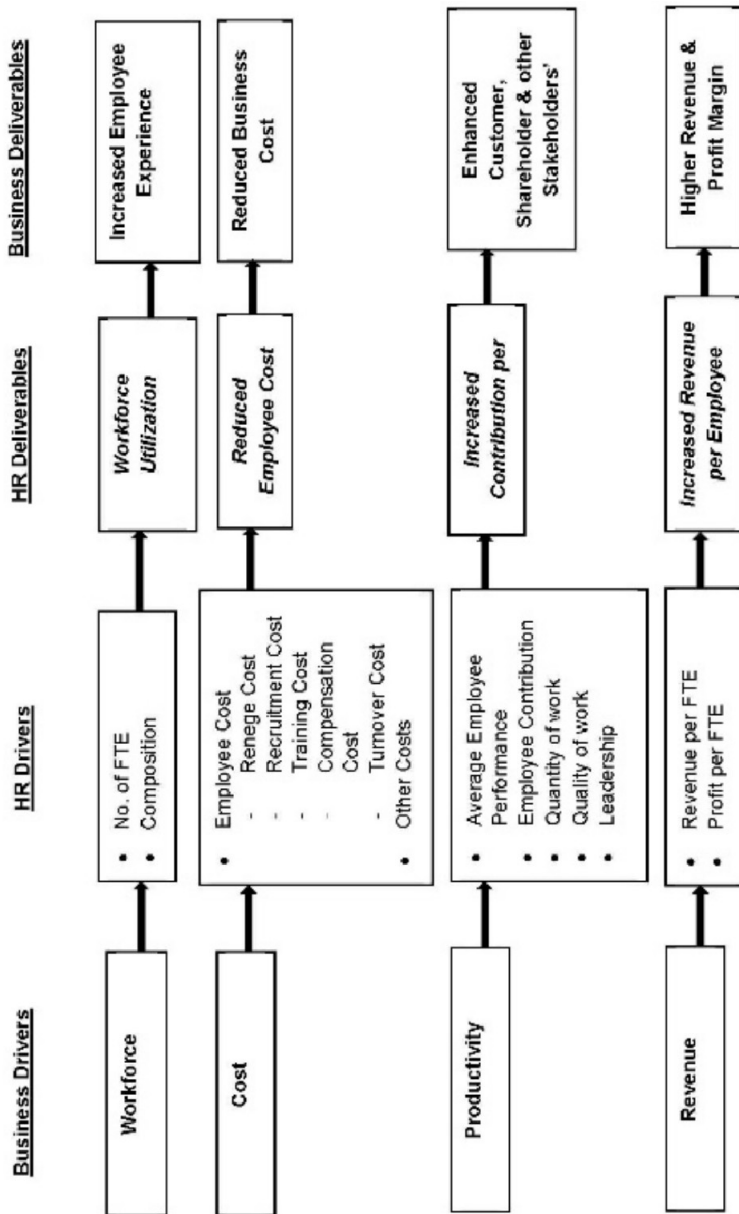 Business Drivers
HR Drivers
HR Deliverables
Business Deliverables
Workforce
• No. of FTE
• Composition
Workforce
Utilization
Increased Employee
Experience
Cost
• Employee Cost
- Renege Cost
- Recruitment Cost
- Training Cost
- Compensation
Cost
- Turnover Cost
• Other Costs
Reduced
Employee Cost
Reduced Business
Cost
Productivity
• Average Employee
Performance
• Employee Contribution
• Quantity of work
• Quality of work
• Leadership
Increased
Contribution per
Enhanced
Customer,
Shareholder & other
Stakeholders'
Revenue
• Revenue per FTE
• Profit per FTE
Increased Revenue
per Employee
Higher Revenue &
Profit Margin